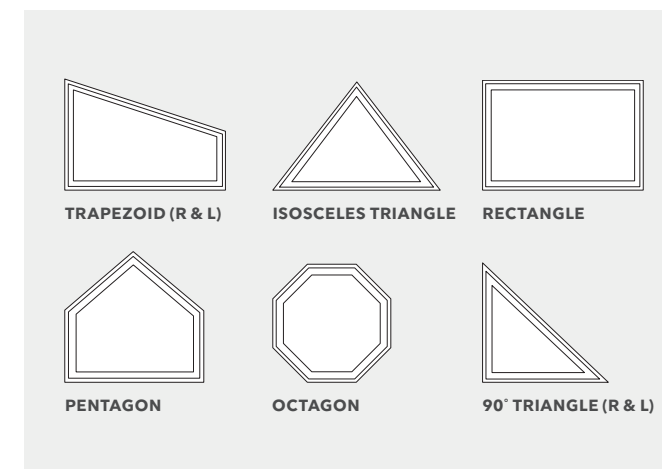 TRAPEZOID (R & L)
ISOSCELES TRIANGLE
RECTANGLE
PENTAGON
OCTAGON
90° TRIANGLE (R & L)